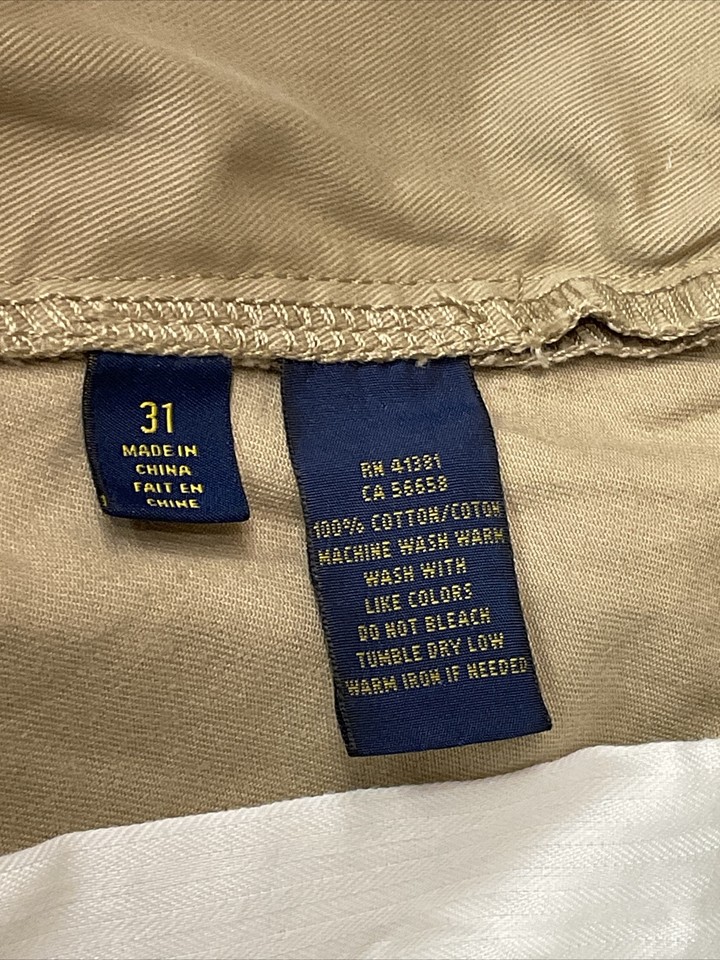 31
MADE IN
CHINA
FAIT EN
CHINE
RN 41381
CA 56658
100% COTTON/COTON
MACHINE WASH WARM
WASH WITH
LIKE COLORS
DO NOT BLEACH
TUMBLE DRY LOW
WARM IRON IF NEEDED